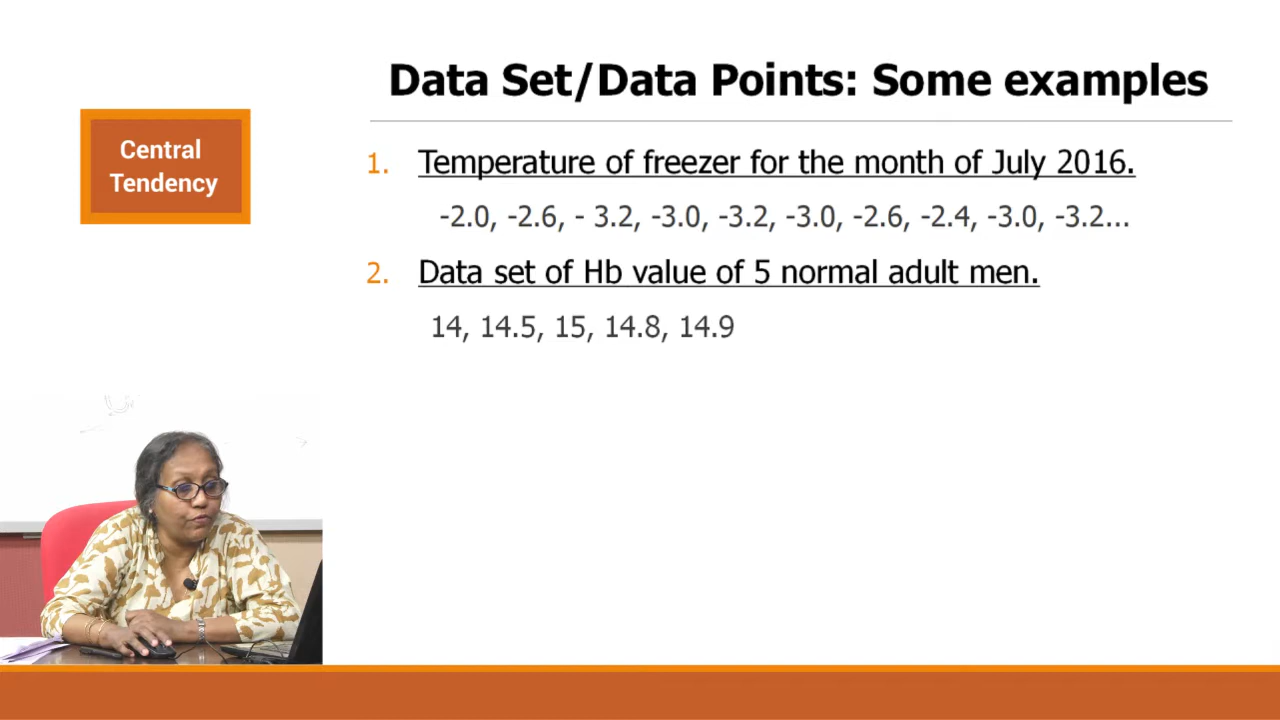 Data Set/Data Points: Some examples
Central
Tendency
1. Temperature of freezer for the month of July 2016.
-2.0, -2.6, - 3.2, -3.0, -3.2, -3.0, -2.6, -2.4, -3.0, -3.2...
2. Data set of Hb value of 5 normal adult men.
14, 14.5, 15, 14.8, 14.9